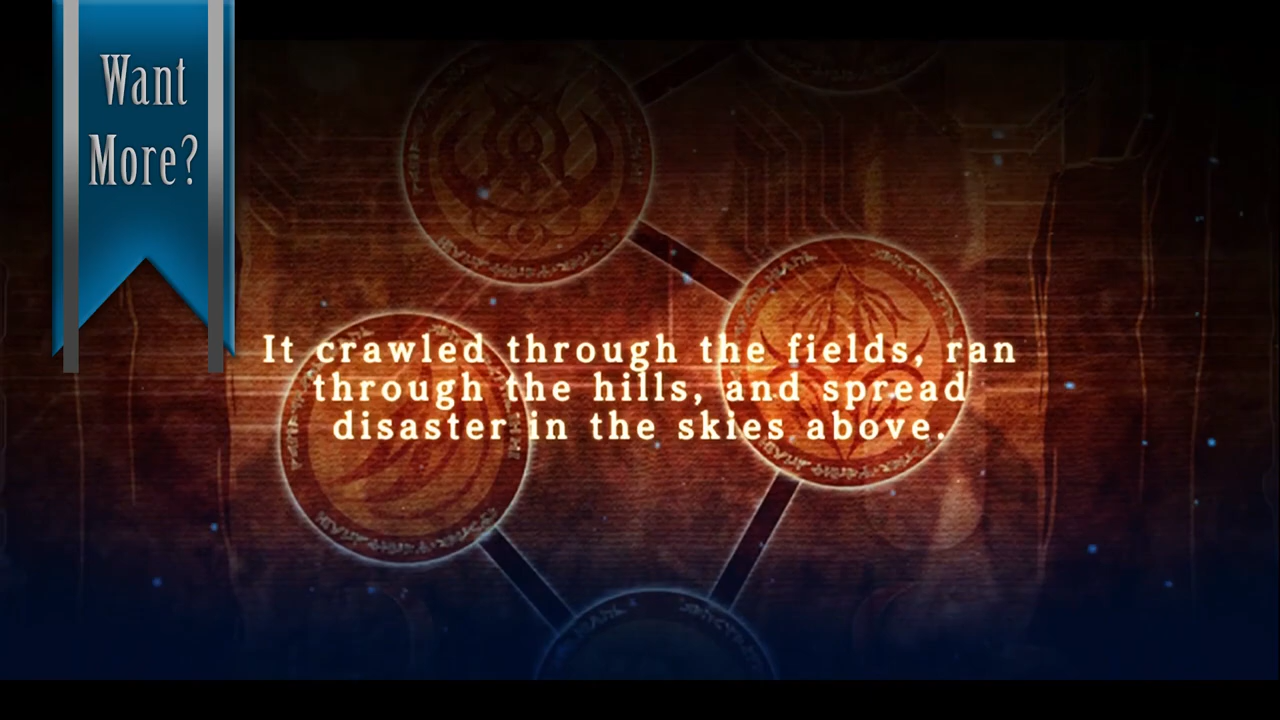 Want
More?
It crawled through the fields, ran
through the hills, and spread
disaster in the skies above.